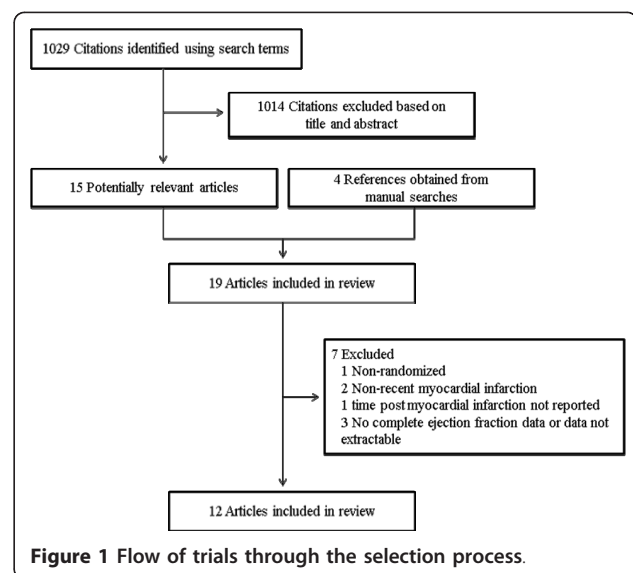 1029 Citations identified using search terms
1014 Citations excluded based on
title and abstract
15 Potentially relevant articles
4 References obtained from
manual searches
19 Articles included in review
7 Excluded
1 Non-randomized
2 Non-recent myocardial infarction
1 time post myocardial infarction not reported
3 No complete ejection fraction data or data not
extractable
12 Articles included in review
Figure 1 Flow of trials through the selection process.